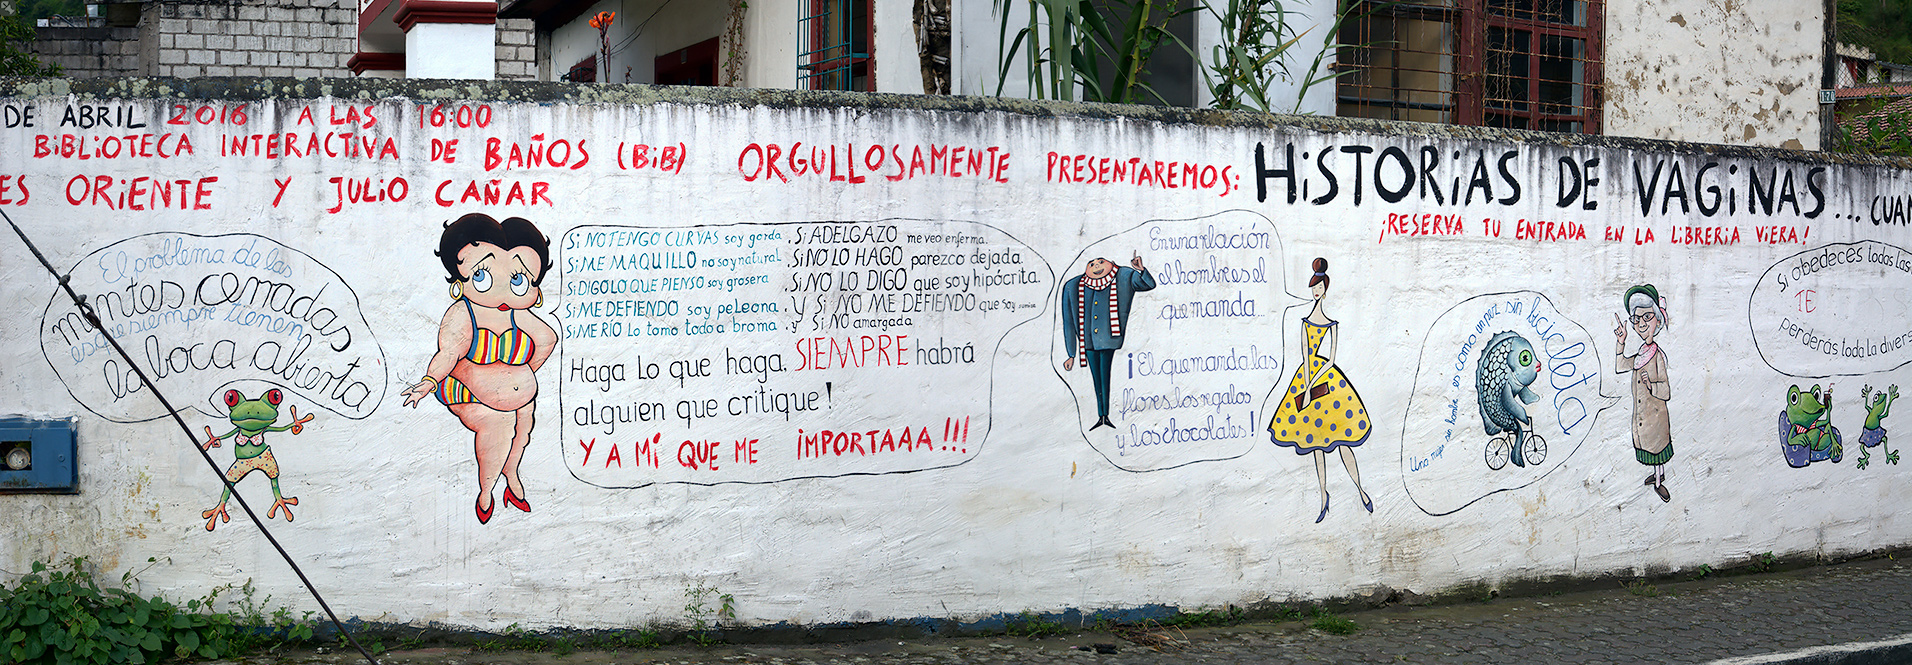 DE ABRIL 2016 A LAS 16:00
BIBLIOTECA INTERACTIVA DE BAÑOS (BIB) ORGULLOSAMENTE PRESENTAREMOS: HISTORIAS DE VAGINAS...
ES ORIENTE Y JULIO CAÑAR
¡RESERVA TU ENTRADA EN LA LIBRERIA VIERA!
El problema de las
mentes cerradas
es que siempre tienen
la boca abierta
Si NO TENGO CURVAS soy gorda. Si ADELGAZO me veo enferma.
Si ME MAQUILLO no soy natural. Si NO LO HAGO parezco dejada.
Si DIGO LO QUE PIENSO soy grosera. Si NO LO DIGO que soy hipócrita.
Si ME DEFIENDO soy peleona. Y Si NO ME DEFIENDO que soy
Si ME RÍO lo tomo todo a broma. y Si NO amargada
Haga lo que haga, SIEMPRE habrá
alguien que critique!
Y A Mí QUE ME iMPORTAAA!!!
En una rlación
el hombre es el
que manda...
¡El que manda las
flores los regalos
y los chocolates!
Una mujer sin hombre es como un pez sin bicicleta
Si obedeces todas las
TE
perderás toda la divers
1-70